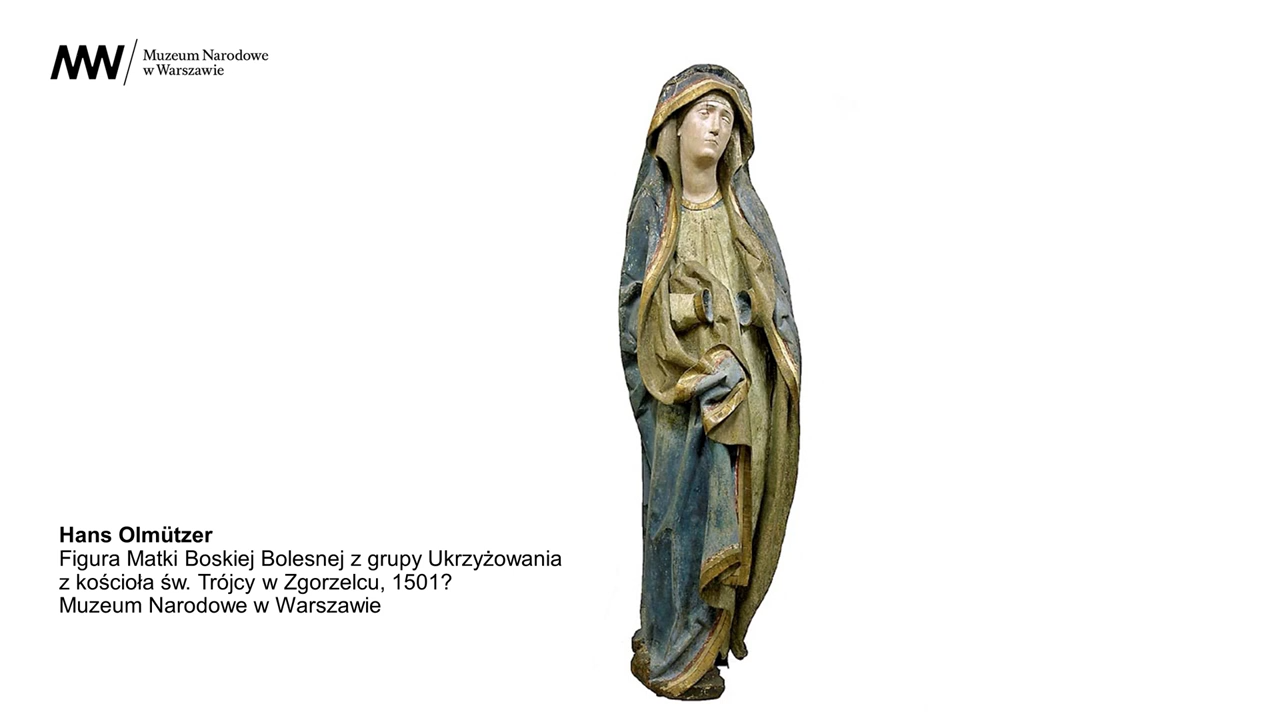 MW
Muzeum Narodowe
w Warszawie
Hans Olmützer
Figura Matki Boskiej Bolesnej z grupy Ukrzyżowania
z kościoła św. Trójcy w Zgorzelcu, 1501?
Muzeum Narodowe w Warszawie